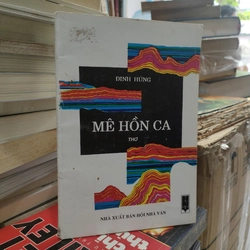 ĐINH HÙNG
MÊ HỒN CA
THƠ
NHÀ XUẤT BẢN HỘI NHÀ VĂN